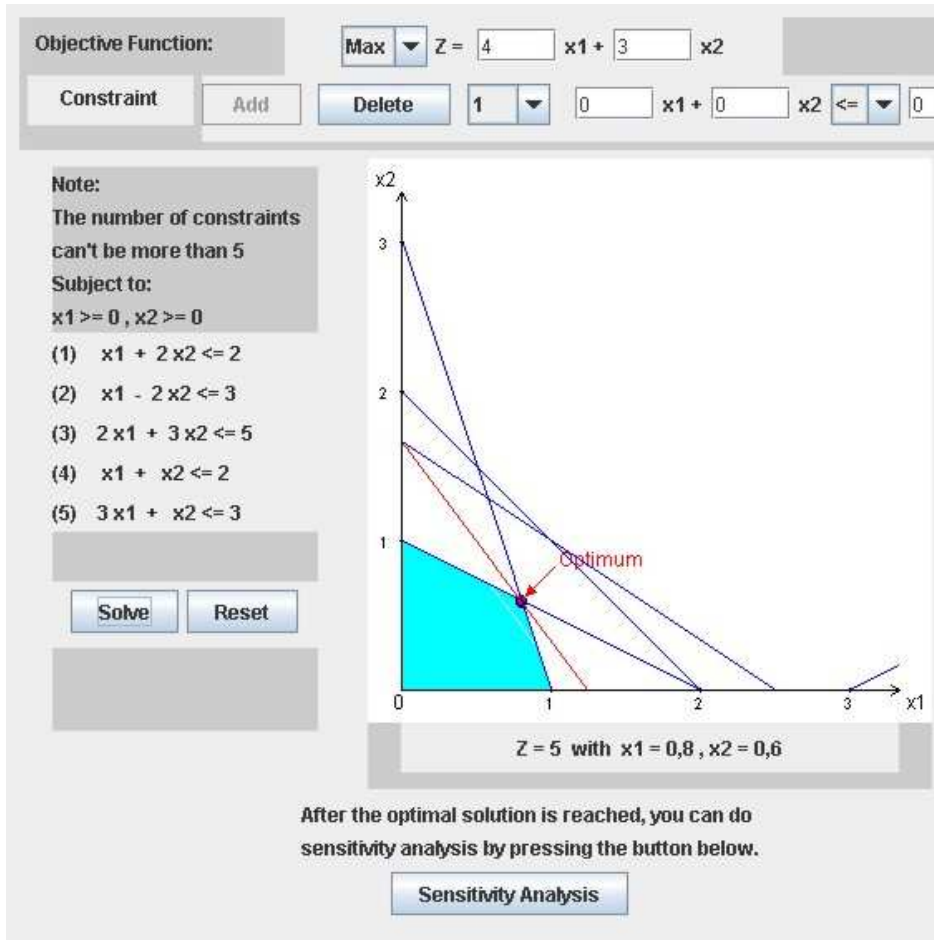 Objective Function: Max Z = 4 x1 + 3 x2
Constraint Add Delete 1 0 x1 + 0 x2 <= 0
Note:
The number of constraints
can't be more than 5
Subject to:
x1 >= 0 , x2 >= 0
(1) x1 + 2 x2 <= 2
(2) x1 - 2 x2 <= 3
(3) 2 x1 + 3 x2 <= 5
(4) x1 + x2 <= 2
(5) 3 x1 + x2 <= 3
Solve Reset
x2
3
2
1
Optimum
0 1 2 3 x1
Z = 5 with x1 = 0,8 , x2 = 0,6
After the optimal solution is reached, you can do
sensitivity analysis by pressing the button below.
Sensitivity Analysis